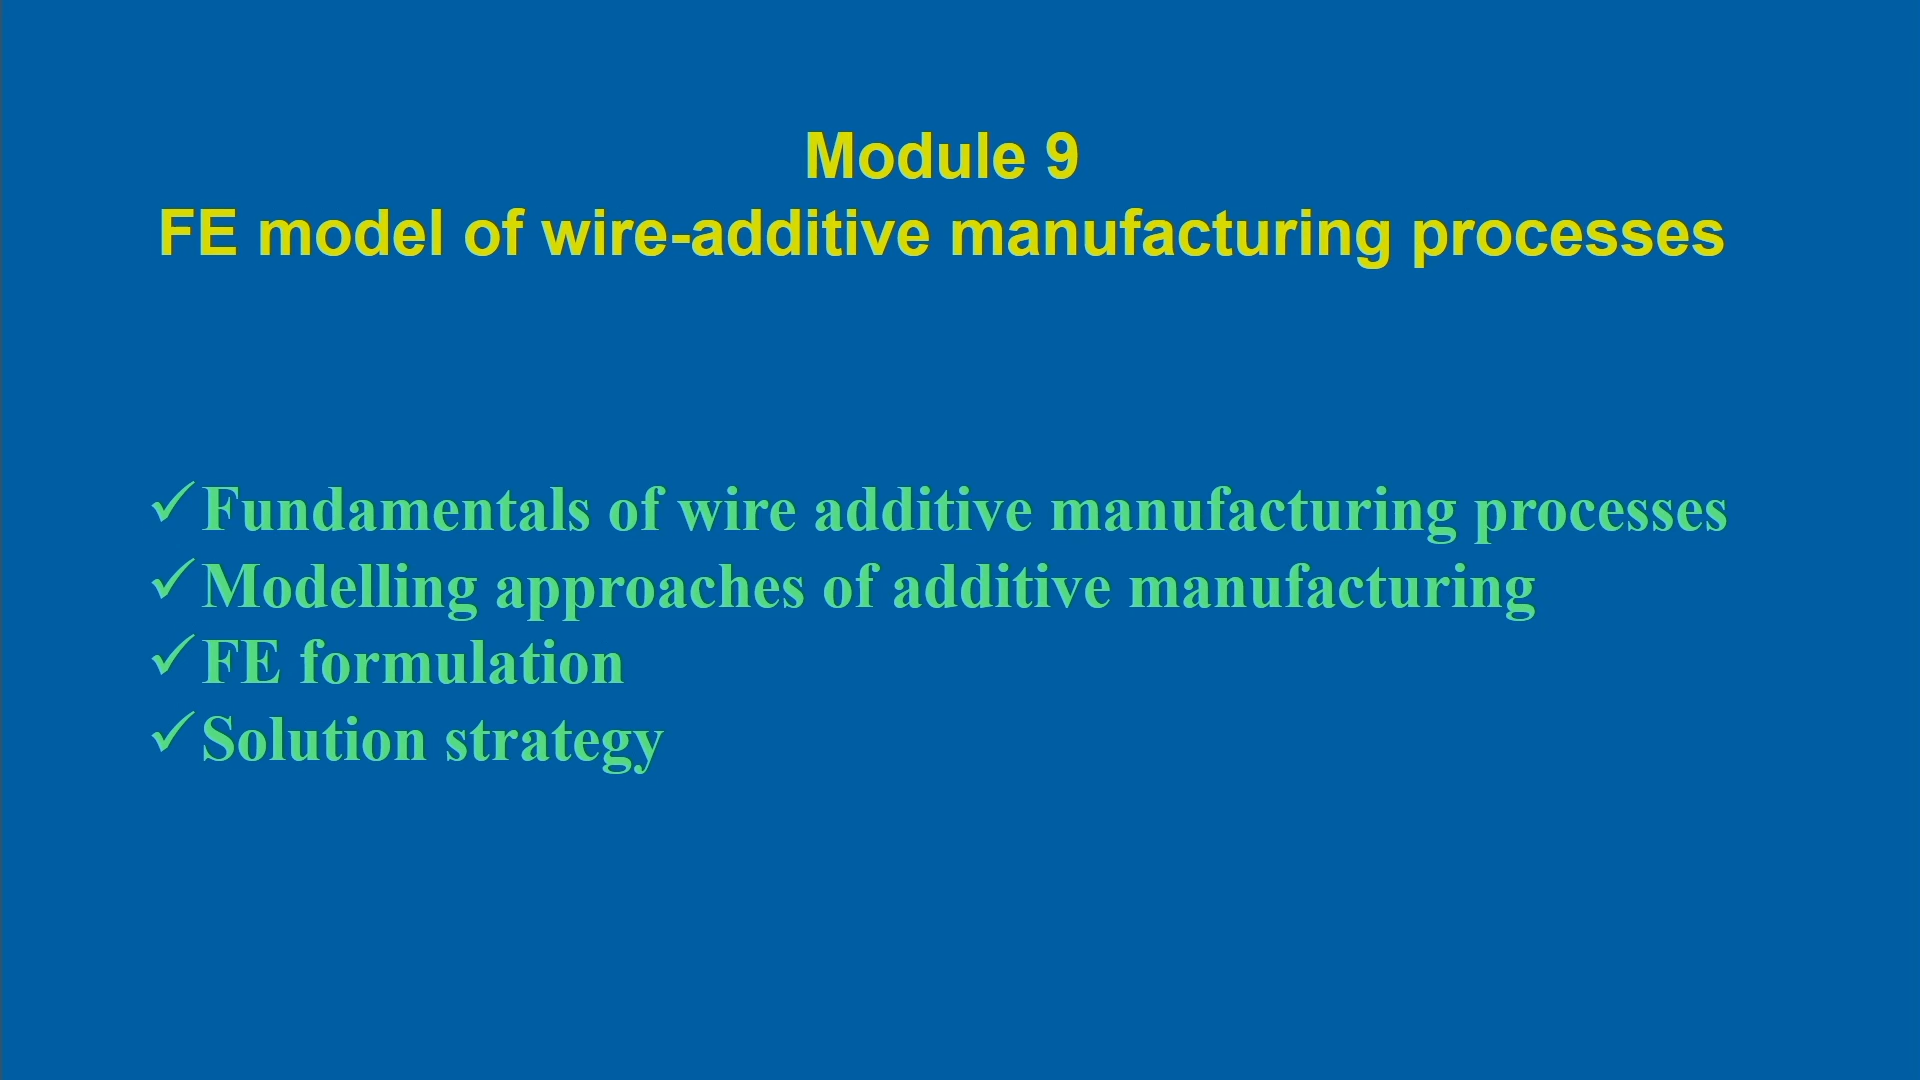 Module 9
FE model of wire-additive manufacturing processes
✓Fundamentals of wire additive manufacturing processes
✓Modelling approaches of additive manufacturing
✓FE formulation
✓Solution strategy